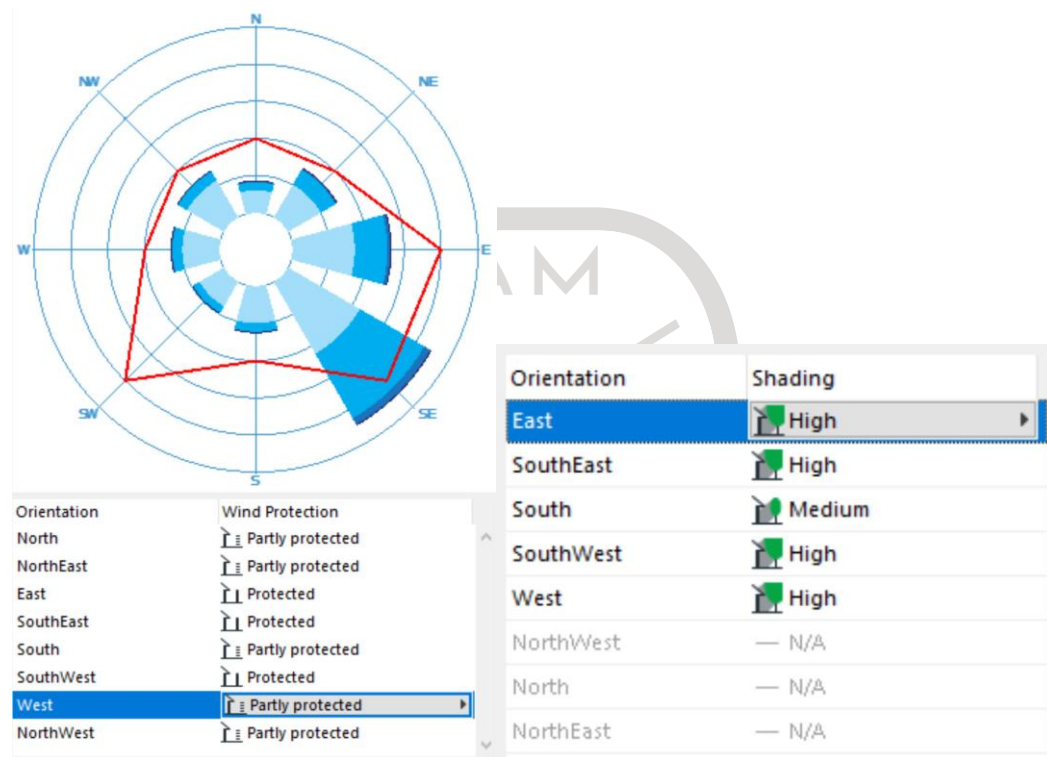 N
NW
NE
W
E
SW
SE
S
AM
Orientation Wind Protection
North Partly protected
NorthEast Partly protected
East Protected
SouthEast Protected
South Partly protected
SouthWest Protected
West Partly protected
NorthWest Partly protected
Orientation Shading
East High
SouthEast High
South Medium
SouthWest High
West High
NorthWest — N/A
North — N/A
NorthEast — N/A